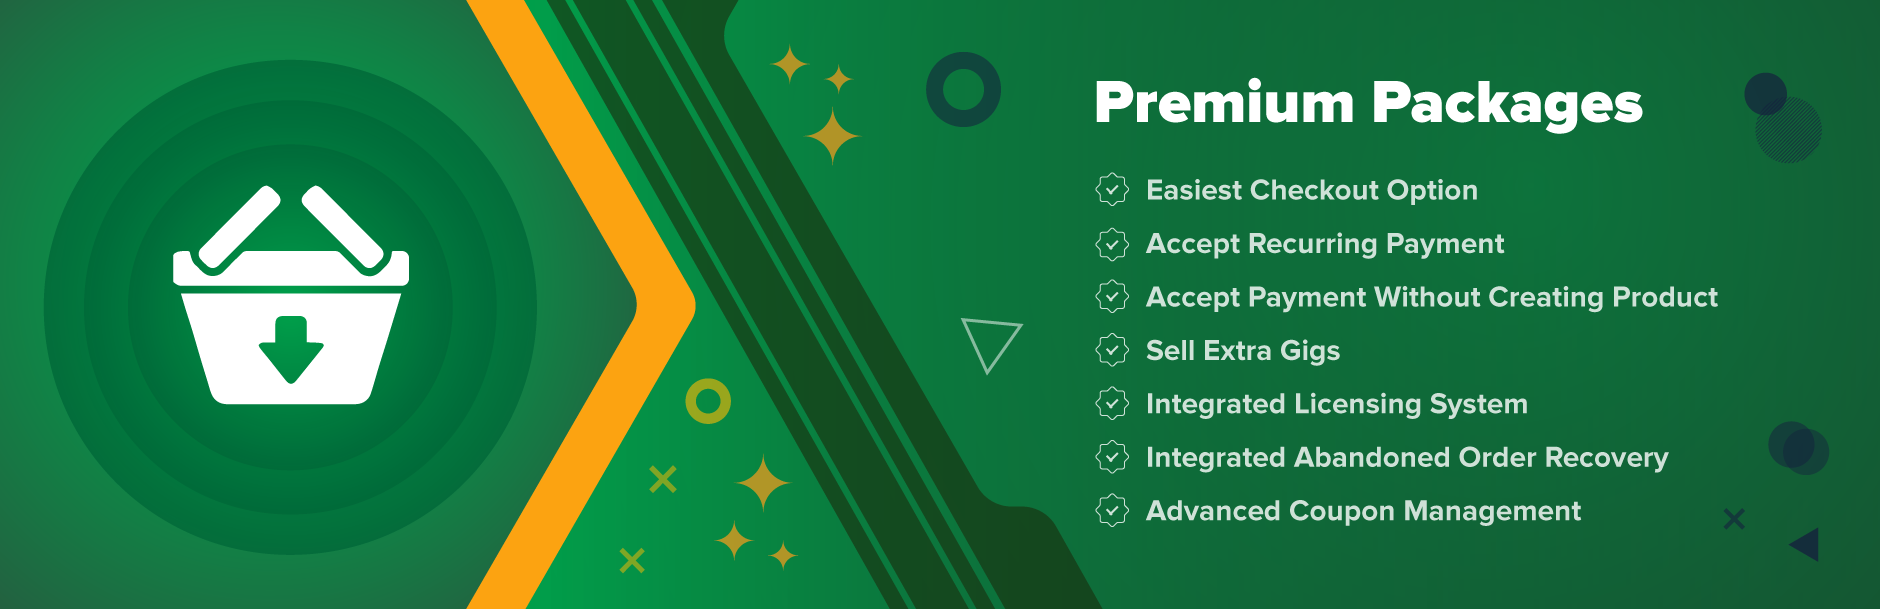 Premium Packages
Easiest Checkout Option
Accept Recurring Payment
Accept Payment Without Creating Product
Sell Extra Gigs
Integrated Licensing System
Integrated Abandoned Order Recovery
Advanced Coupon Management